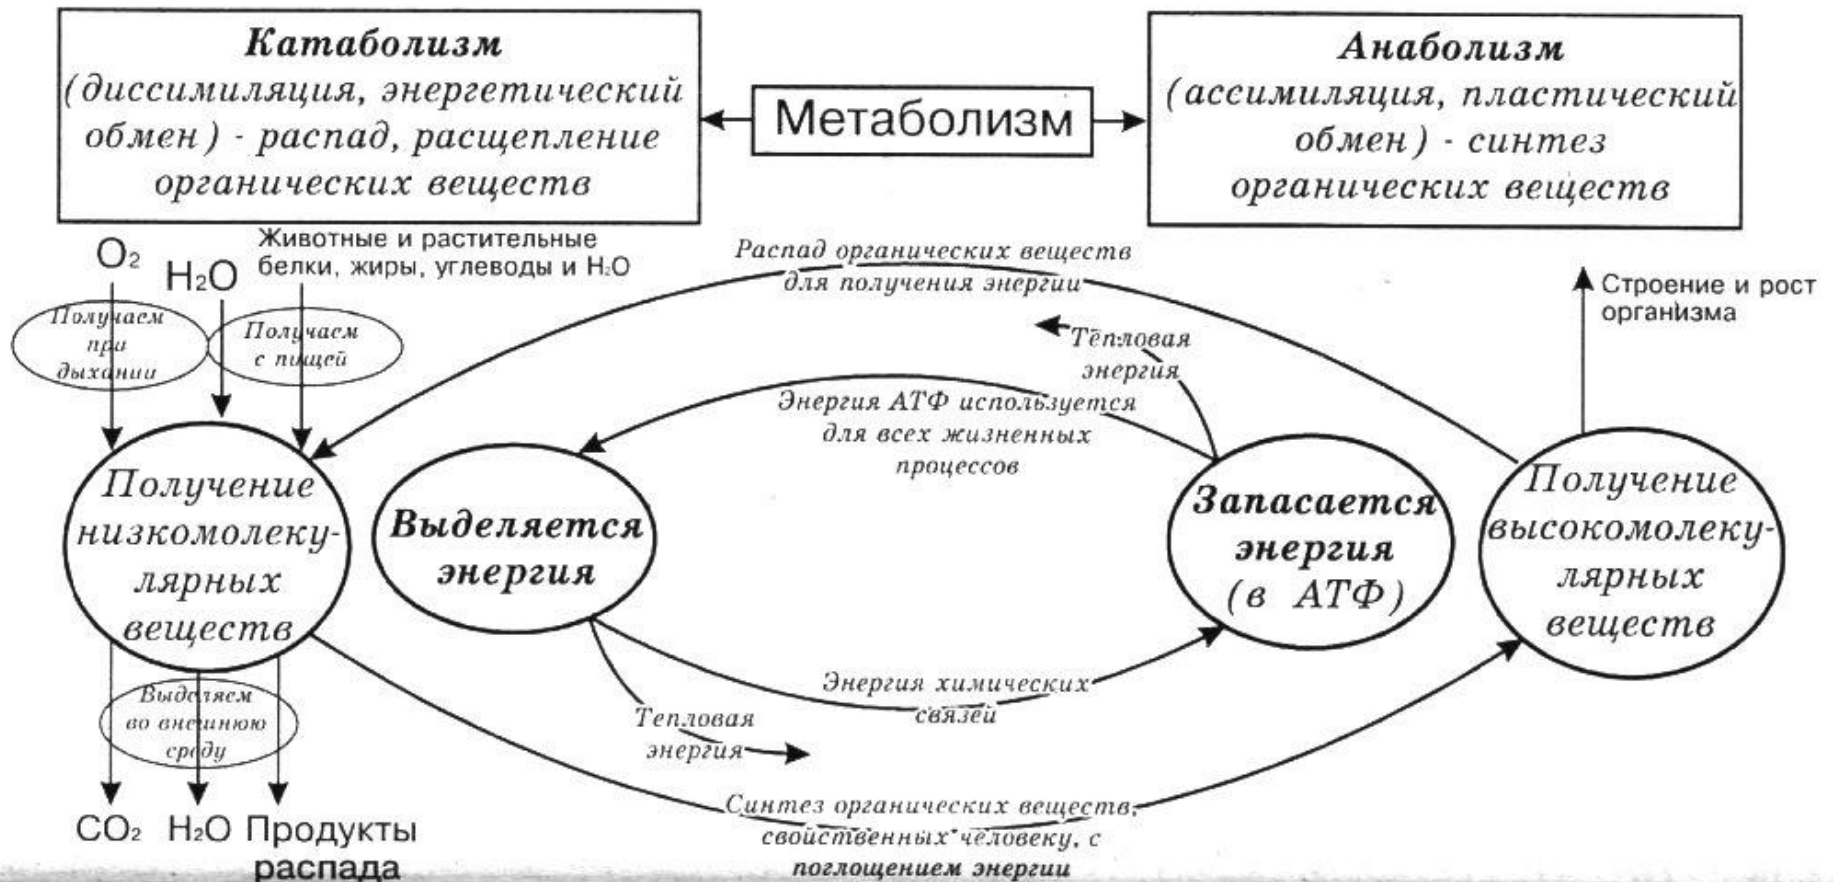 Катаболизм
(диссимиляция, энергетический
обмен) - распад, расщепление
органических веществ
Метаболизм
Анаболизм
(ассимиляция, пластический
обмен) - синтез
органических веществ
O₂
H₂O
Животные и растительные
белки, жиры, углеводы и H₂O
Получаем
при
дыхании
Получаем
с пищей
Распад органических веществ
для получения энергии
Тепловая
энергия
Строение и рост
организма
Энергия АТФ используется
для всех жизненных
процессов
Получение
низкомолеку-
лярных
веществ
Выделяется
энергия
Запасается
энергия
(в АТФ)
Получение
высокомолеку-
лярных
веществ
Энергия химических
связей
Тепловая
энергия
Выделяем
во внешнюю
среду
CO₂ H₂O Продукты
распада
Синтез органических веществ,
свойственных человеку, с
поглощением энергии